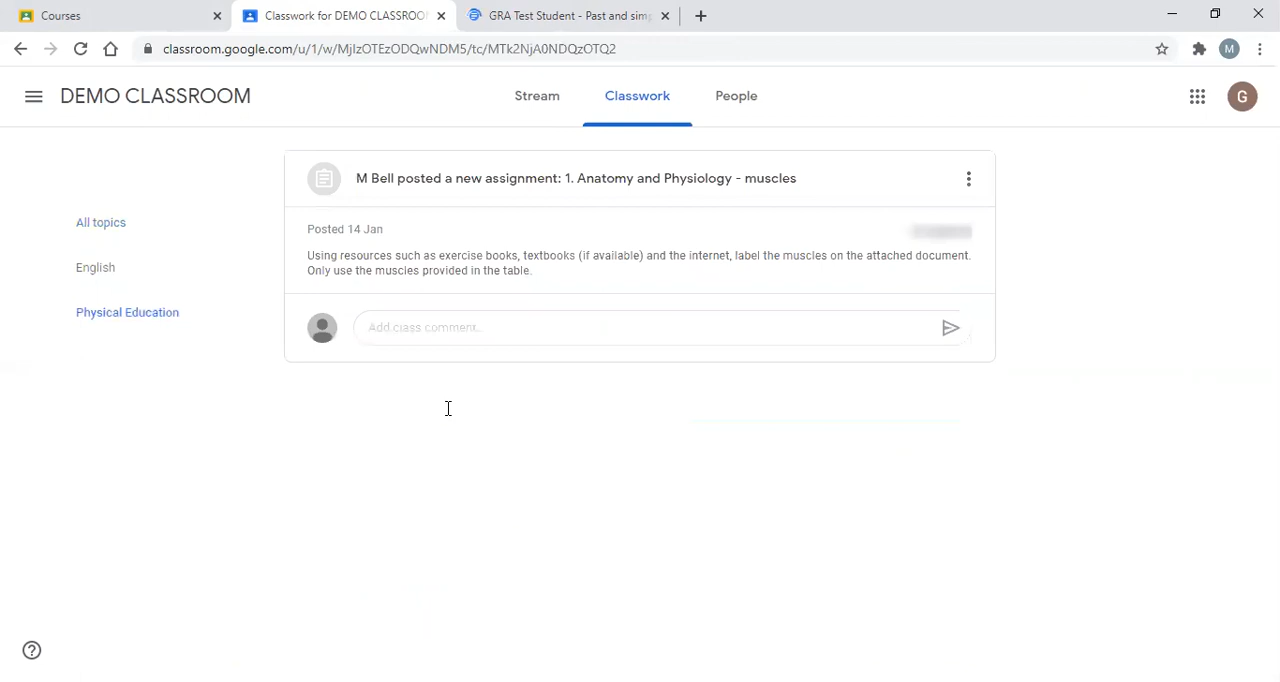 Courses
Classwork for DEMO CLASSROO
GRA Test Student - Past and sim
classroom.google.com/u/1/w/MjIzOTEzODQwNDM5/tc/MTk2NjA0NDQzOTQ2
M
DEMO CLASSROOM
Stream
Classwork
People
G
M Bell posted a new assignment: 1. Anatomy and Physiology - muscles
All topics
Posted 14 Jan
Using resources such as exercise books, textbooks (if available) and the internet, label the muscles on the attached document.
Only use the muscles provided in the table.
English
Physical Education
Add class comment...